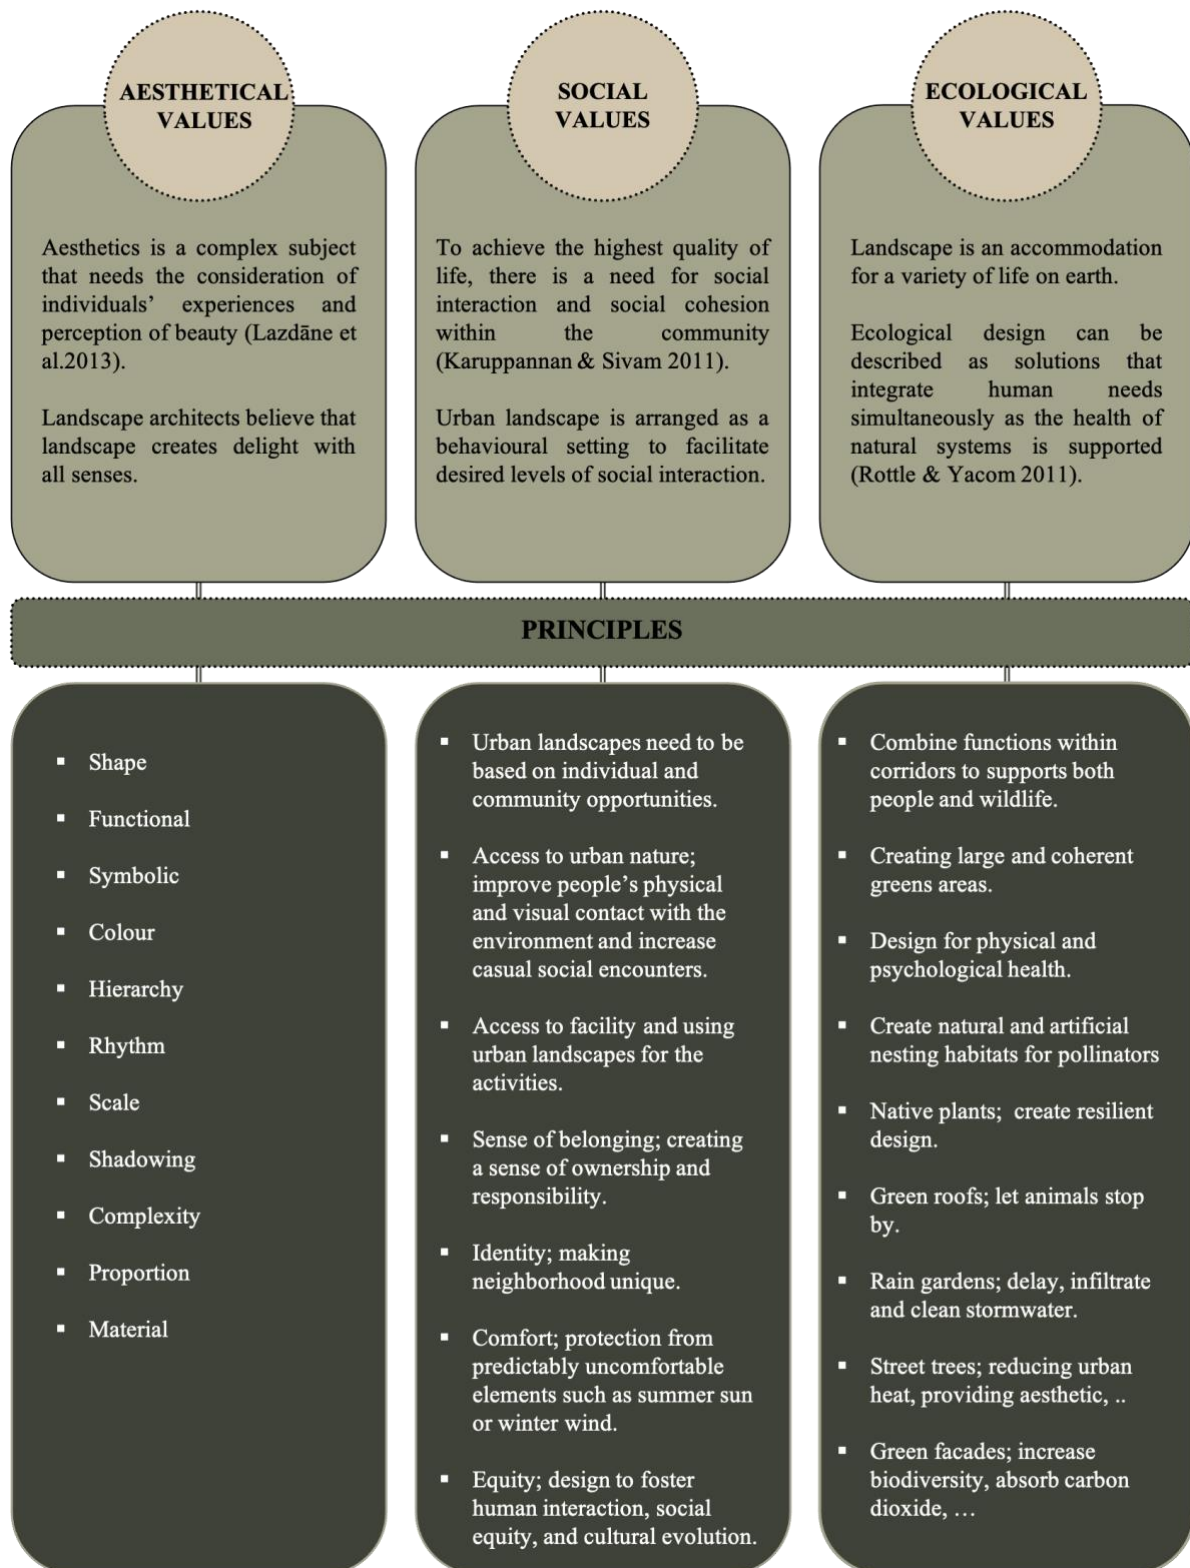 AESTHETICAL
VALUES
Aesthetics is a complex subject
that needs the consideration of
individuals’ experiences and
perception of beauty (Lazdāne et
al.2013).
Landscape architects believe that
landscape creates delight with
all senses.
SOCIAL
VALUES
To achieve the highest quality of
life, there is a need for social
interaction and social cohesion
within the community
(Karuppannan & Sivam 2011).
Urban landscape is arranged as a
behavioural setting to facilitate
desired levels of social interaction.
ECOLOGICAL
VALUES
Landscape is an accommodation
for a variety of life on earth.
Ecological design can be
described as solutions that
integrate human needs
simultaneously as the health of
natural systems is supported
(Rottle & Yacom 2011).
PRINCIPLES
▪ Shape
▪ Functional
▪ Symbolic
▪ Colour
▪ Hierarchy
▪ Rhythm
▪ Scale
▪ Shadowing
▪ Complexity
▪ Proportion
▪ Material
▪ Urban landscapes need to be
based on individual and
community opportunities.
▪ Access to urban nature;
improve people’s physical
and visual contact with the
environment and increase
casual social encounters.
▪ Access to facility and using
urban landscapes for the
activities.
▪ Sense of belonging; creating
a sense of ownership and
responsibility.
▪ Identity; making
neighborhood unique.
▪ Comfort; protection from
predictably uncomfortable
elements such as summer sun
or winter wind.
▪ Equity; design to foster
human interaction, social
equity, and cultural evolution.
▪ Combine functions within
corridors to supports both
people and wildlife.
▪ Creating large and coherent
greens areas.
▪ Design for physical and
psychological health.
▪ Create natural and artificial
nesting habitats for pollinators
▪ Native plants; create resilient
design.
▪ Green roofs; let animals stop
by.
▪ Rain gardens; delay, infiltrate
and clean stormwater.
▪ Street trees; reducing urban
heat, providing aesthetic, ..
▪ Green facades; increase
biodiversity, absorb carbon
dioxide, …